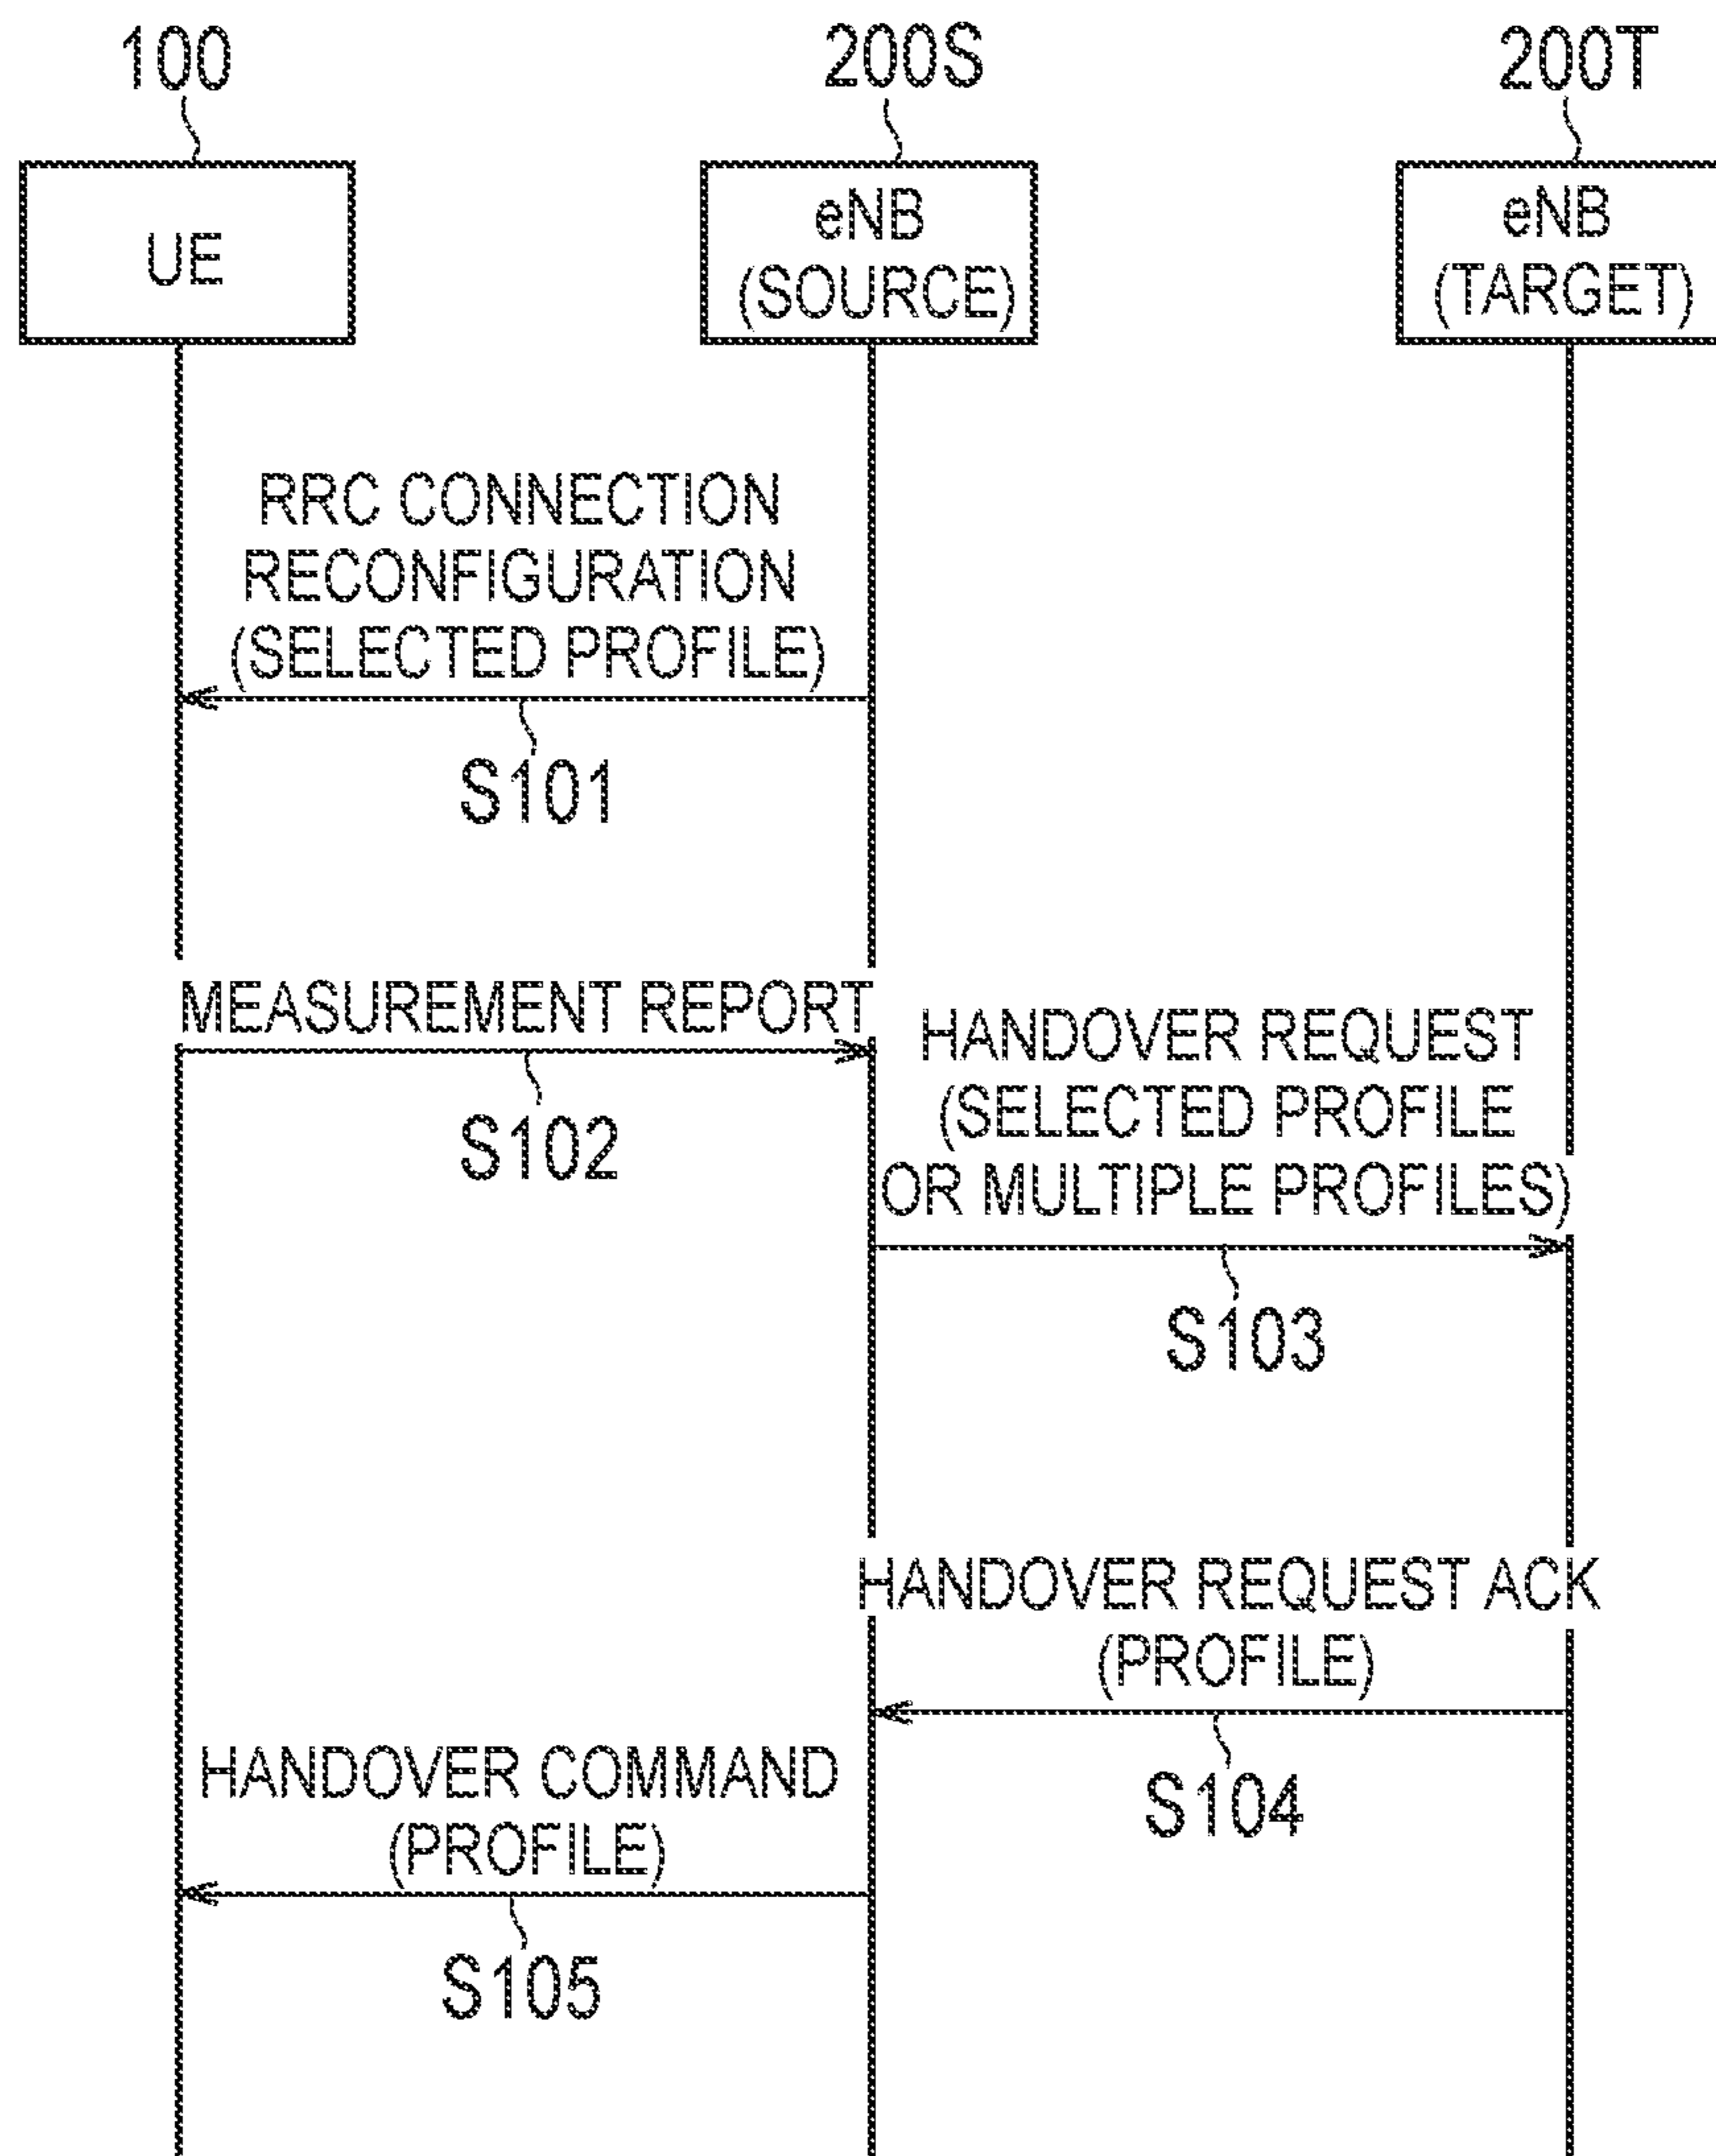 100
200S
200T
UE
eNB
(SOURCE)
eNB
(TARGET)
RRC CONNECTION
RECONFIGURATION
(SELECTED PROFILE)
S101
MEASUREMENT REPORT
S102
HANDOVER REQUEST
(SELECTED PROFILE
OR MULTIPLE PROFILES)
S103
HANDOVER REQUEST ACK
(PROFILE)
S104
HANDOVER COMMAND
(PROFILE)
S105